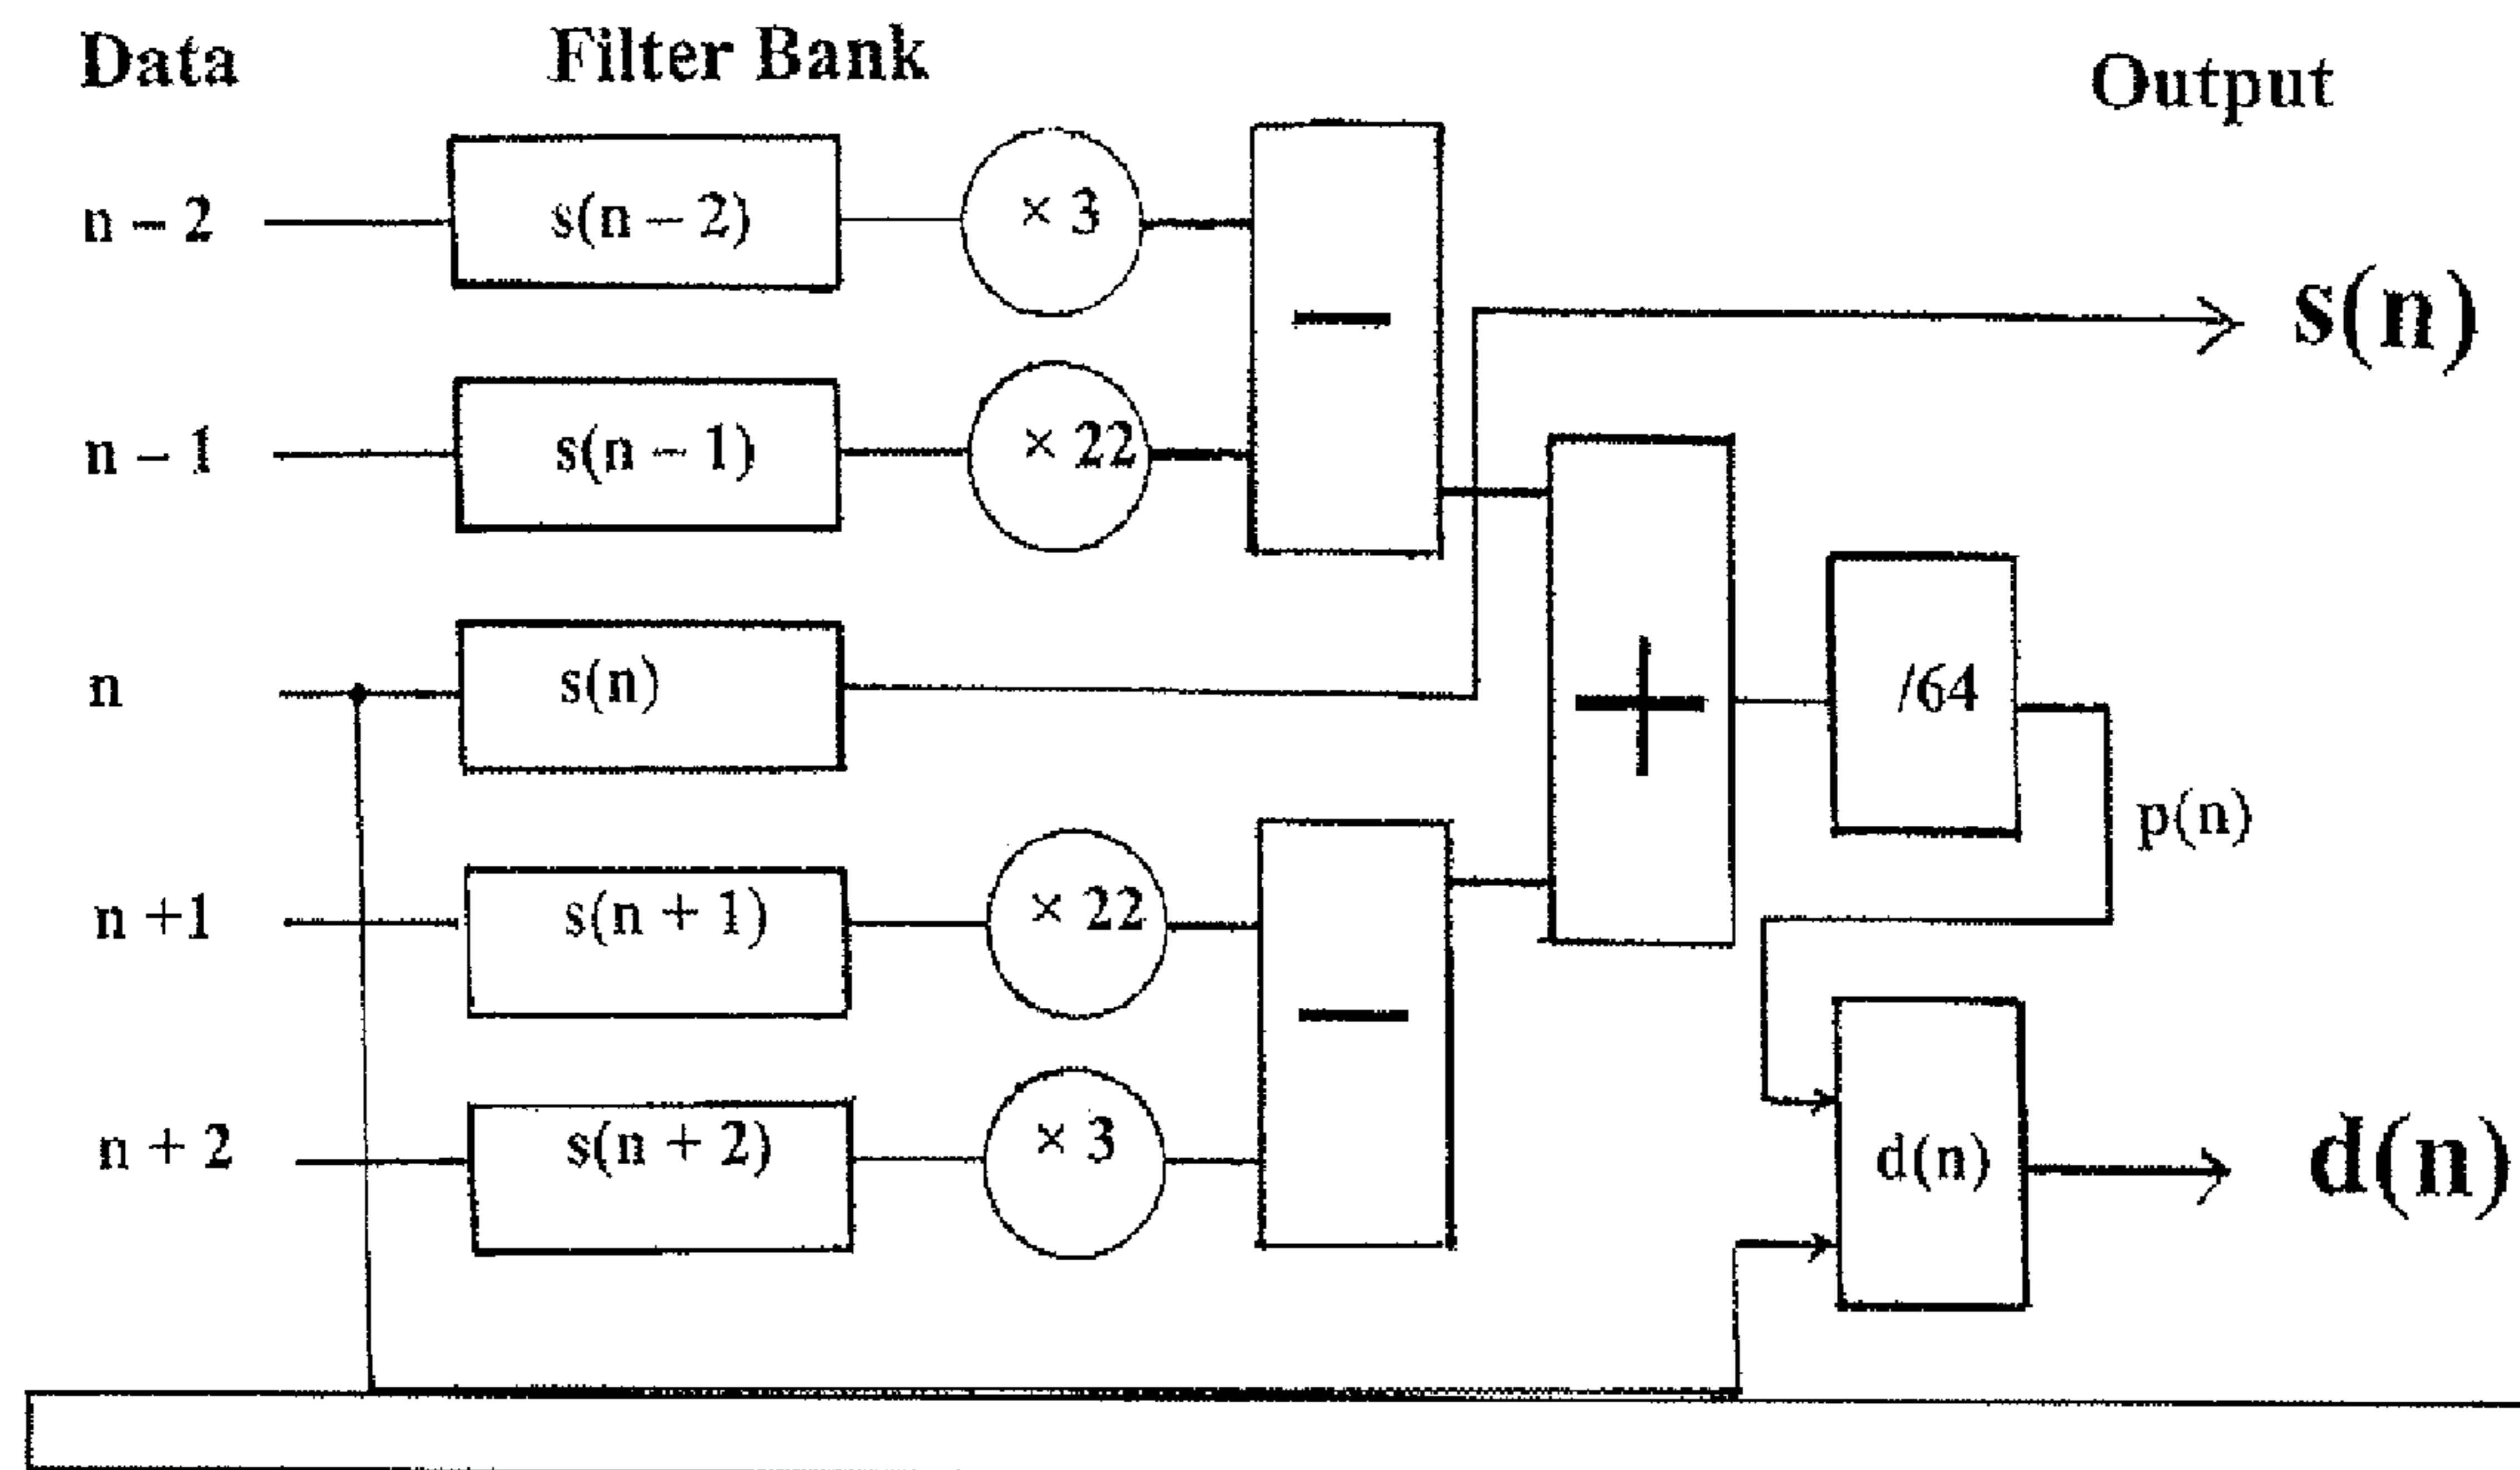 Data Filter Bank Output
n – 2 s(n – 2) × 3
s(n)
n – 1 s(n – 1) × 22
n s(n) /64
p(n)
n +1 s(n + 1) × 22
n + 2 s(n + 2) × 3 d(n) d(n)